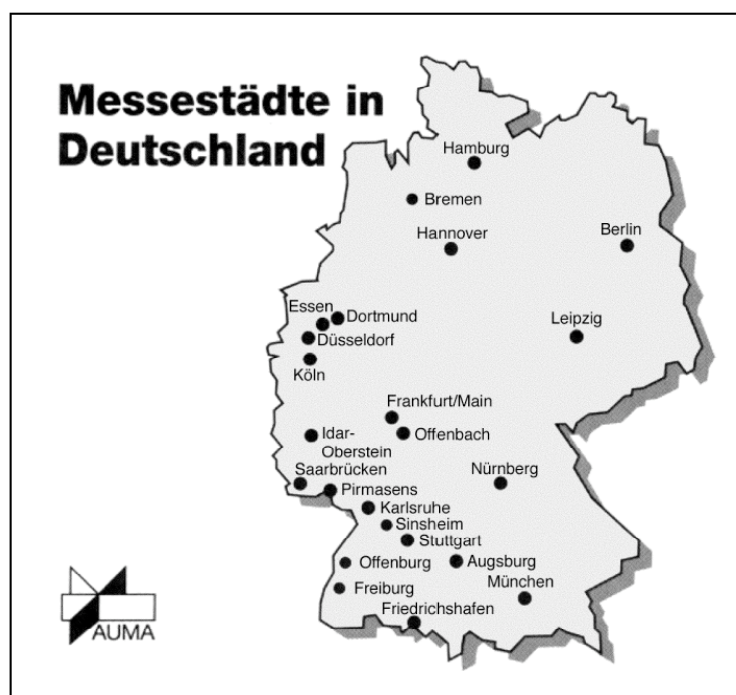 Messestädte in
Deutschland
Hamburg
Bremen
Hannover
Berlin
Essen
Dortmund
Düsseldorf
Leipzig
Köln
Frankfurt/Main
Idar-
Oberstein
Offenbach
Saarbrücken
Nürnberg
Pirmasens
Karlsruhe
Sinsheim
Stuttgart
Offenburg
Augsburg
Freiburg
München
Friedrichshafen
AUMA